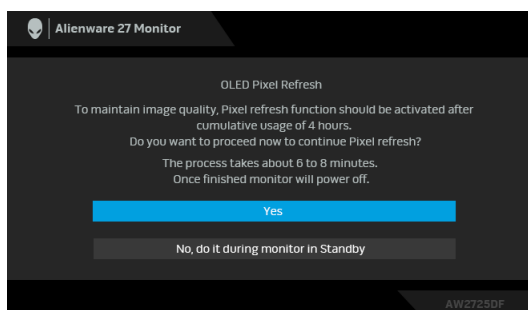 Alienware 27 Monitor
OLED Pixel Refresh
To maintain image quality, Pixel refresh function should be activated after
cumulative usage of 4 hours.
Do you want to proceed now to continue Pixel refresh?
The process takes about 6 to 8 minutes.
Once finished monitor will power off.
Yes
No, do it during monitor in Standby
AW2725DF